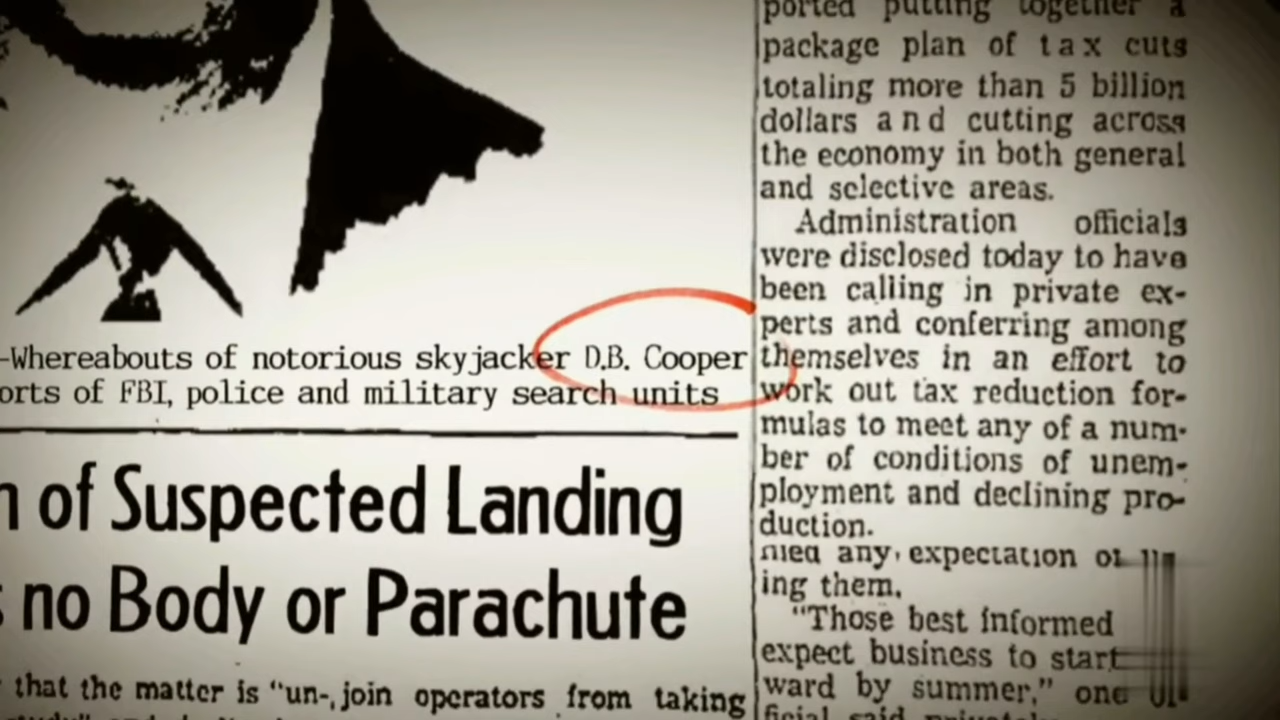 -Whereabouts of notorious skyjacker D.B. Cooper
orts of FBI, police and military search units
n of Suspected Landing
s no Body or Parachute
that the matter is "un-, join operators from taking
ported putting together a
package plan of tax cuts
totaling more than 5 billion
dollars and cutting across
the economy in both general
and selective areas.
Administration officials
were disclosed today to have
been calling in private ex-
perts and conferring among
themselves in an effort to
work out tax reduction for-
mulas to meet any of a num-
ber of conditions of unem-
ployment and declining pro-
duction.
any expectation of
ing them.
"Those best informed
expect business to start
ward by summer," one
ficial said